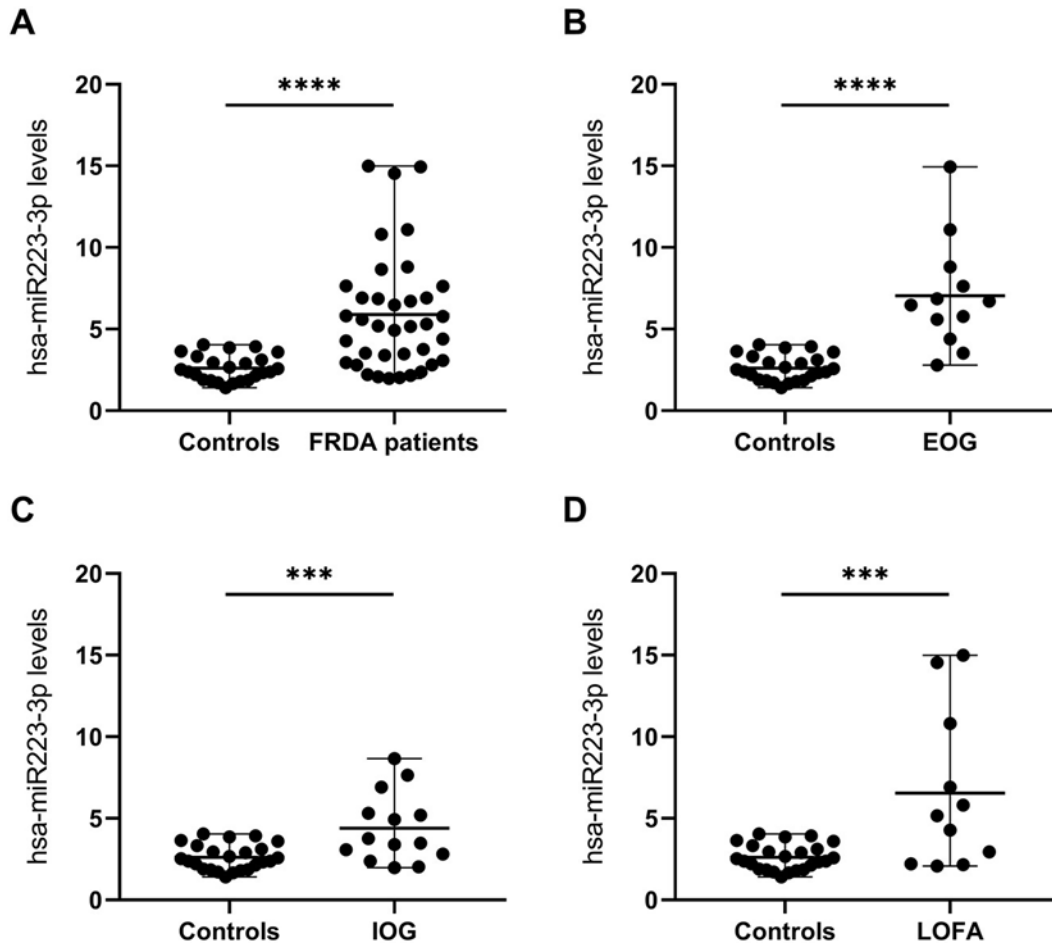 A
hsa-miR223-3p levels
20
15
10
5
0
****
Controls
FRDA patients
B
hsa-miR223-3p levels
20
15
10
5
0
****
Controls
EOG
C
hsa-miR223-3p levels
20
15
10
5
0
***
Controls
IOG
D
hsa-miR223-3p levels
20
15
10
5
0
***
Controls
LOFA